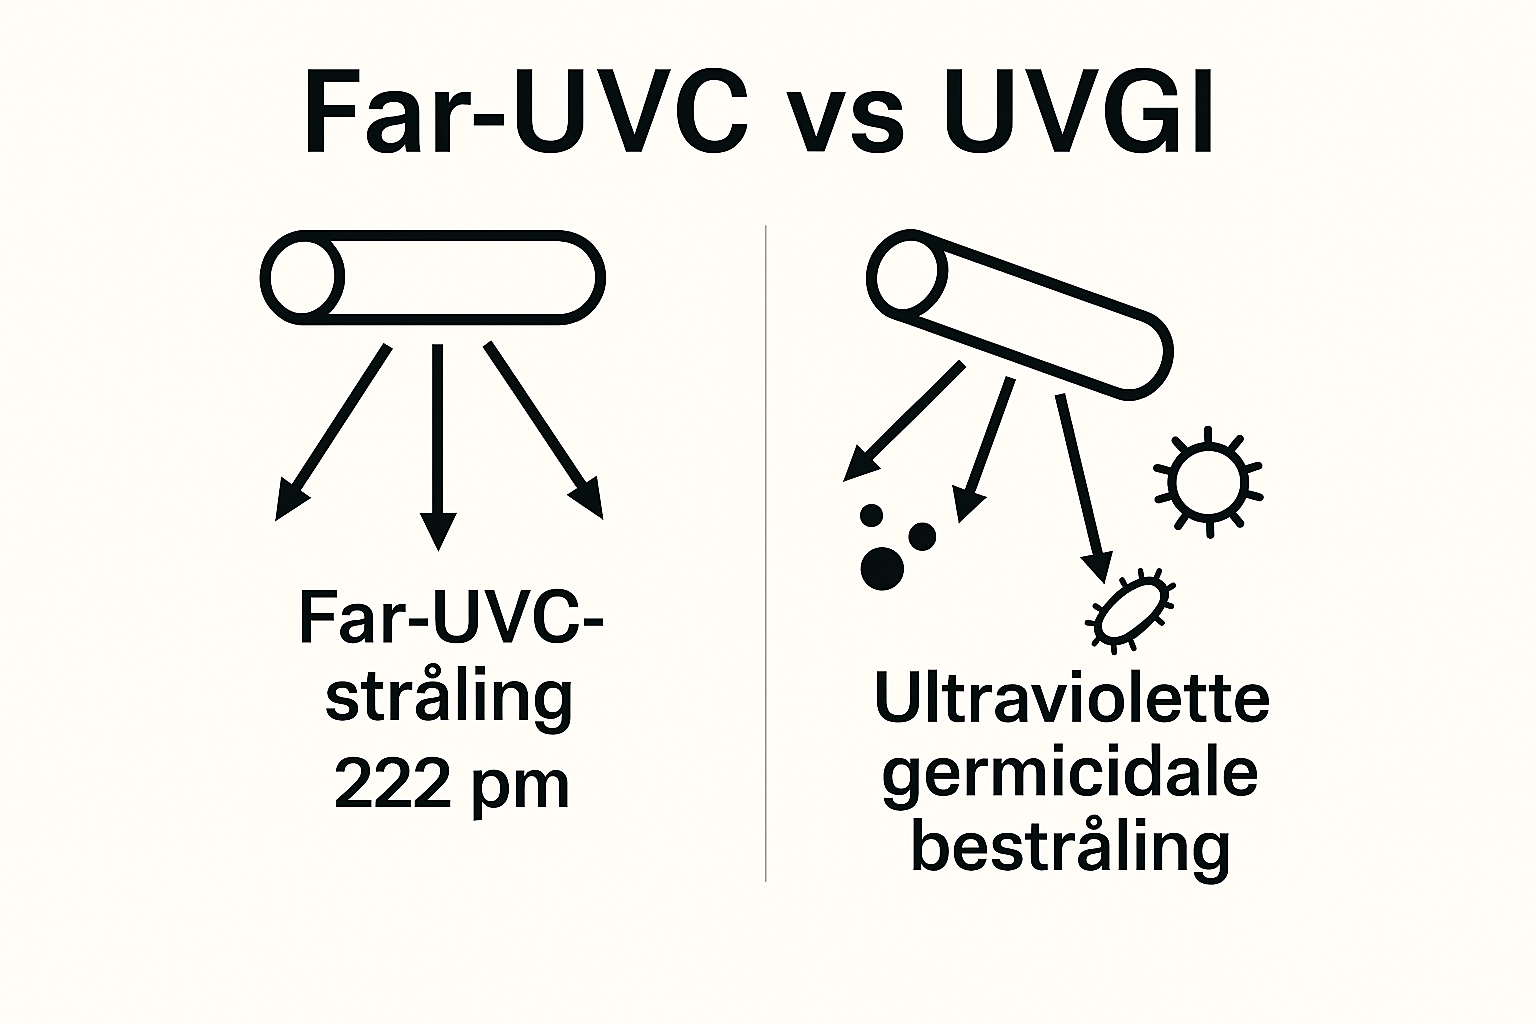 Far-UVC vs UVGI
Far-UVC-
stråling
222 pm
Ultraviolette
germicidale
bestråling